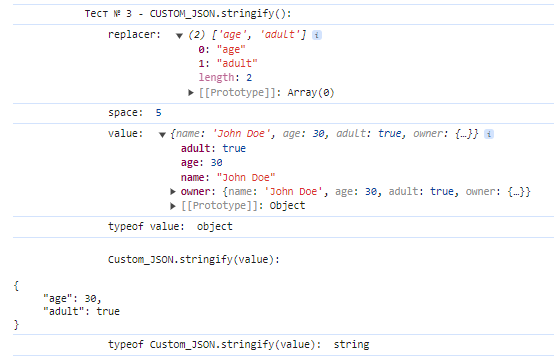 Тест № 3 - CUSTOM_JSON.stringify():
replacer: ▼ (2) ['age', 'adult'] i
0: "age"
1: "adult"
length: 2
▶ [[Prototype]]: Array(0)
space: 5
value: ▼ {name: 'John Doe', age: 30, adult: true, owner: {…}} i
adult: true
age: 30
name: "John Doe"
▶ owner: {name: 'John Doe', age: 30, adult: true, owner: {…}}
▶ [[Prototype]]: Object
typeof value: object
Custom_JSON.stringify(value):
{
"age": 30,
"adult": true
}
typeof Custom_JSON.stringify(value): string